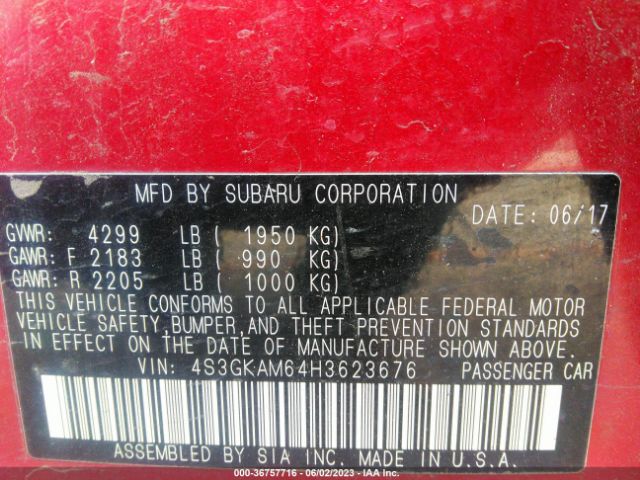 MFD BY SUBARU CORPORATION
DATE: 06/17
GVWR: 4299 LB ( 1950 KG)
GAWR: F 2183 LB ( 990 KG)
GAWR: R 2205 LB ( 1000 KG)
THIS VEHICLE CONFORMS TO ALL APPLICABLE FEDERAL MOTOR
VEHICLE SAFETY, BUMPER, AND THEFT PREVENTION STANDARDS
IN EFFECT ON THE DATE OF MANUFACTURE SHOWN ABOVE.
VIN: 4S3GKAM64H3623676 PASSENGER CAR
ASSEMBLED BY SIA INC. MADE IN U.S.A.
000-36757716 - 06/02/2023 - IAA Inc.